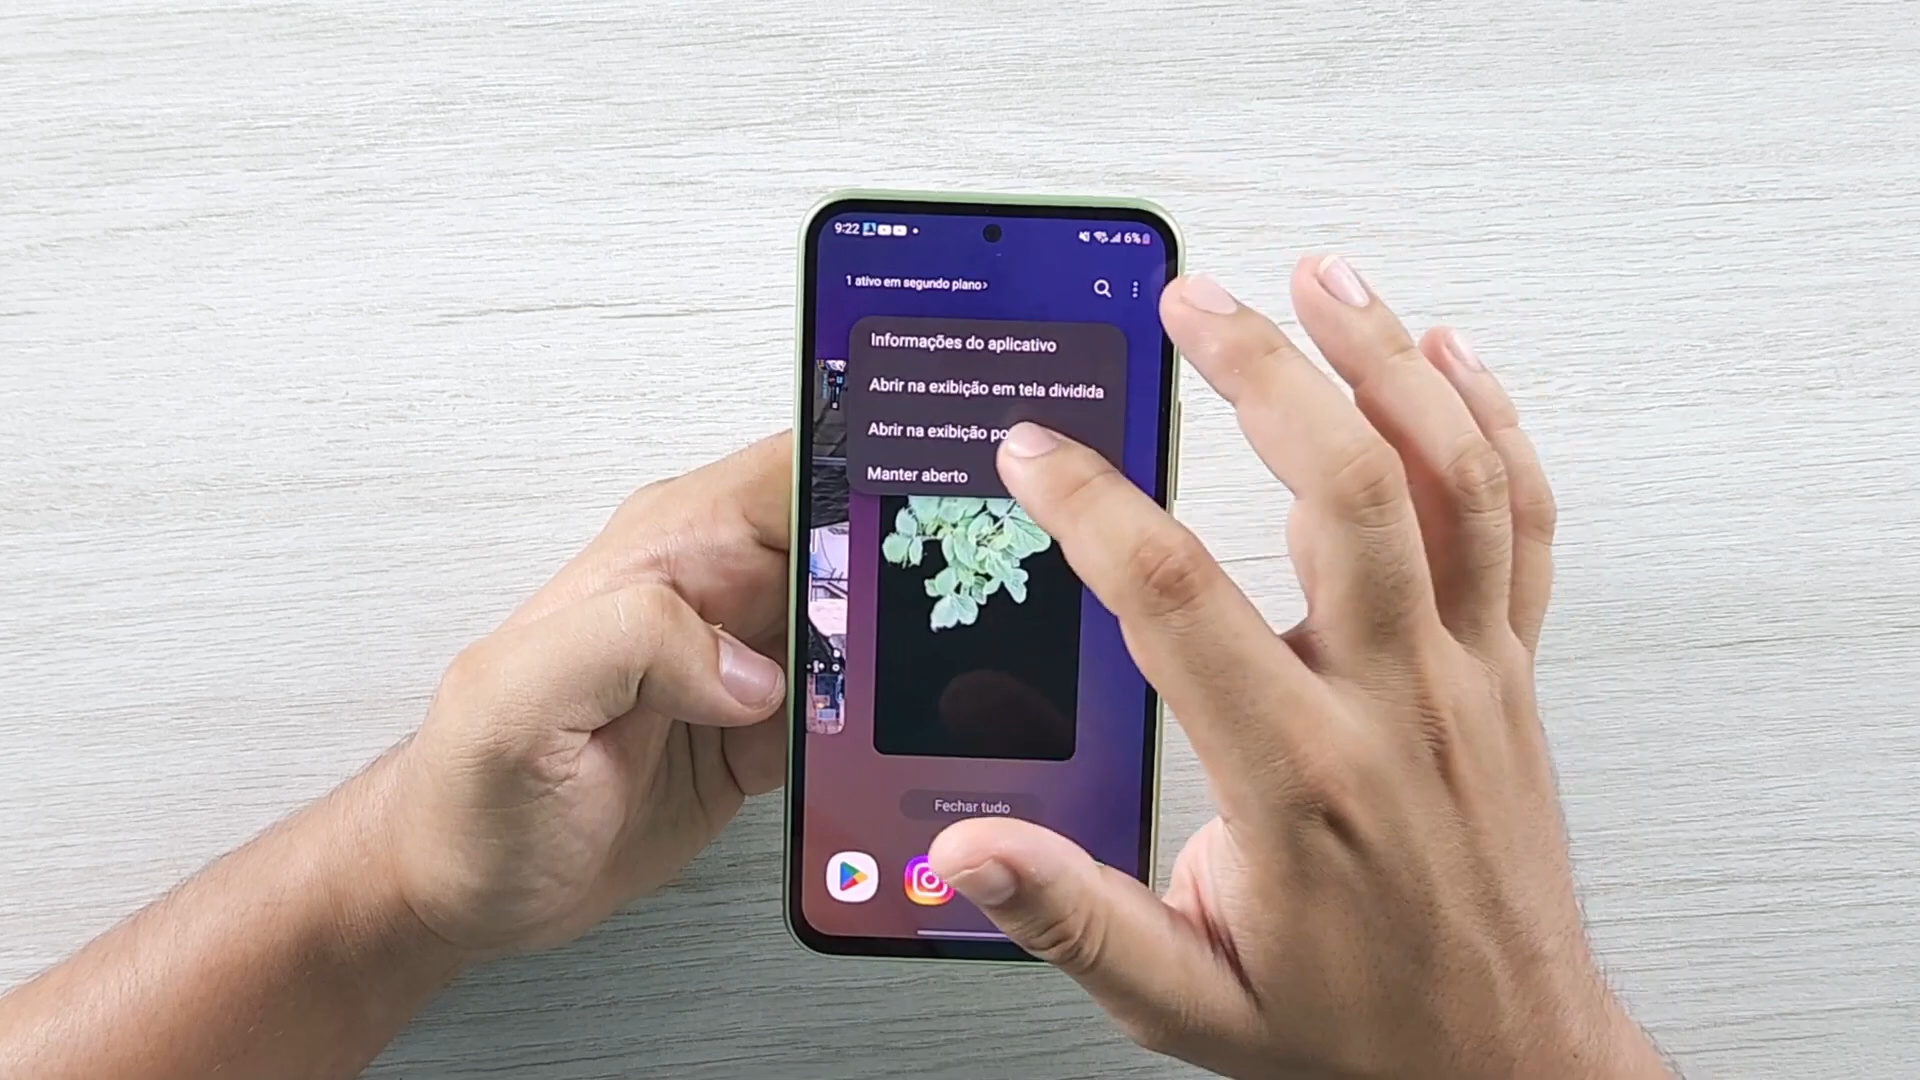 9:22
6%
1 ativo em segundo plano>
Informações do aplicativo
Abrir na exibição em tela dividida
Abrir na exibição
Manter aberto
Fechar tudo